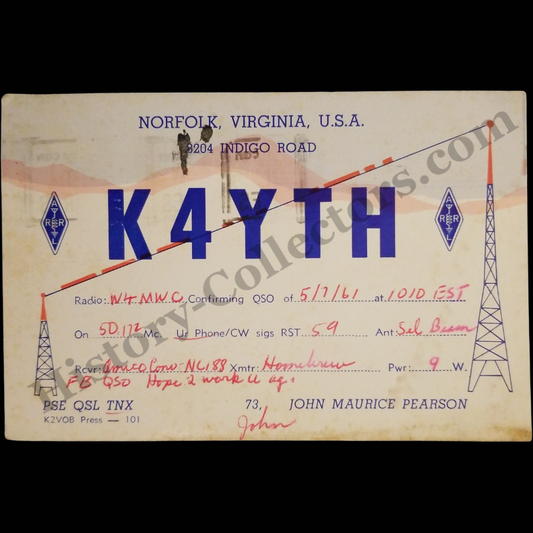 NORFOLK, VIRGINIA, U.S.A.
8204 INDIGO ROAD
K4YTH
ARRL
ARRL
Radio: W4MWC Confirming QSO of 5/7/61 at 1010 EST
On 50.172 Mc. Ur Phone/CW sigs RST 59 Ant: Beam
Rcvr: Conv NC188 Xmtr: Homebrew Pwr: 9 W.
FB QSO Hope 2 work U ag.
PSE QSL TNX 73, JOHN MAURICE PEARSON
K2VOB Press — 101 John
History-Collectors.com